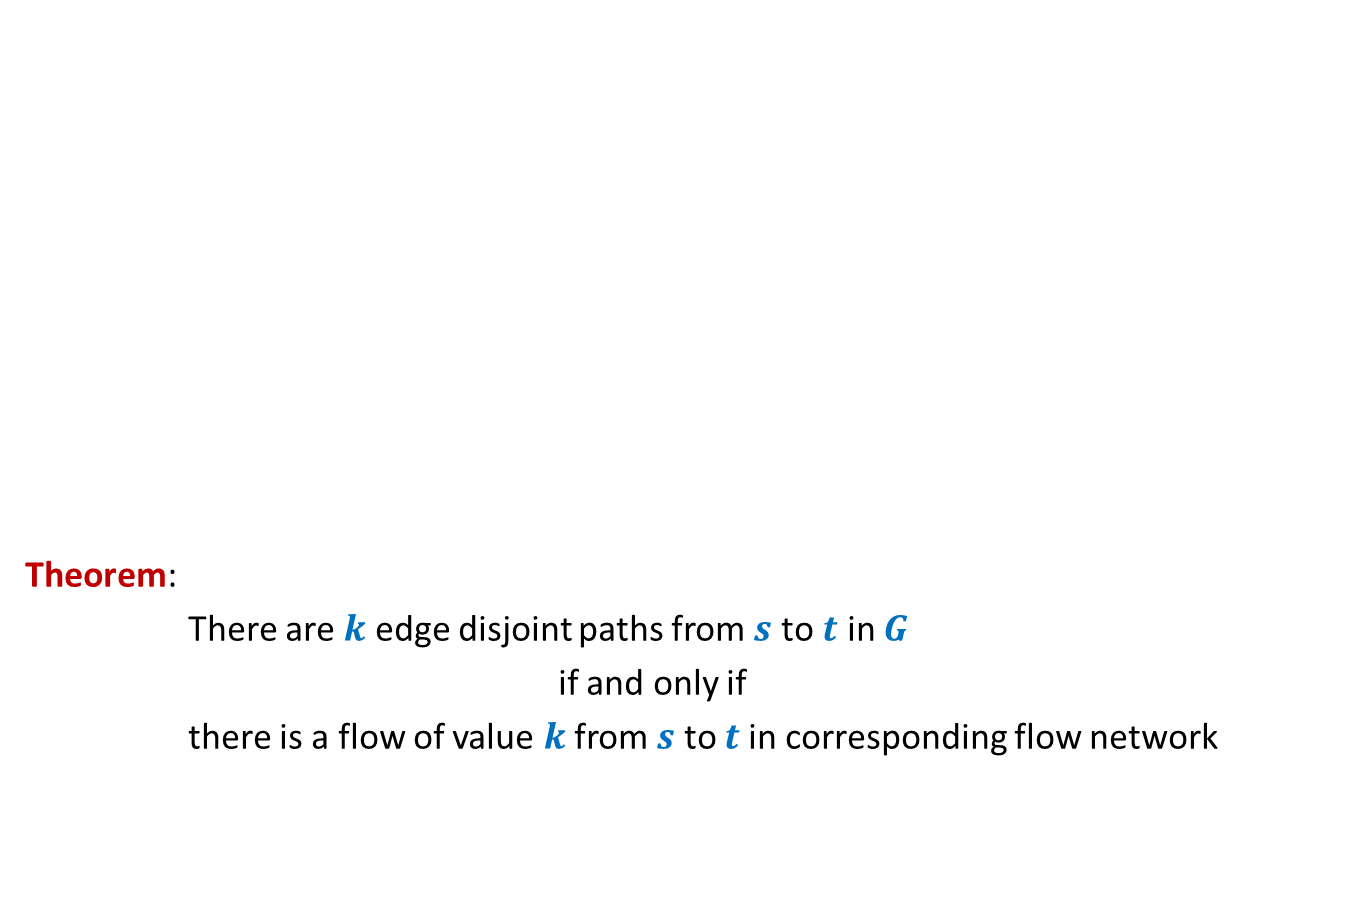 Theorem:
There are k edge disjoint paths from s to t in G
if and only if
there is a flow of value k from s to t in corresponding flow network